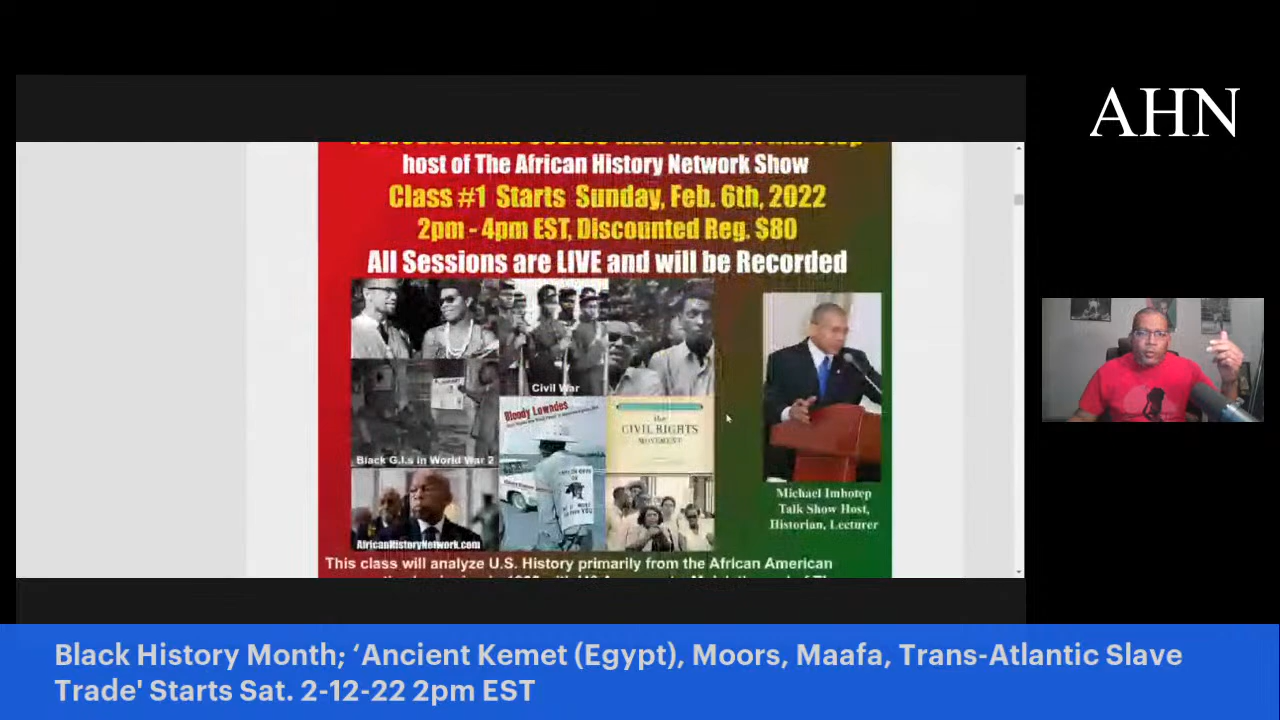 AHN
host of The African History Network Show
Class #1 Starts Sunday, Feb. 6th, 2022
2pm - 4pm EST, Discounted Reg. $80
All Sessions are LIVE and will be Recorded
Civil War
Bloody Lowndes
The
CIVIL RIGHTS
MOVEMENT
Black G.I.s in World War 2
AfricanHistoryNetwork.com
Michael Imhotep
Talk Show Host,
Historian, Lecturer
This class will analyze U.S. History primarily from the African American
Black History Month; ‘Ancient Kemet (Egypt), Moors, Maafa, Trans-Atlantic Slave
Trade' Starts Sat. 2-12-22 2pm EST